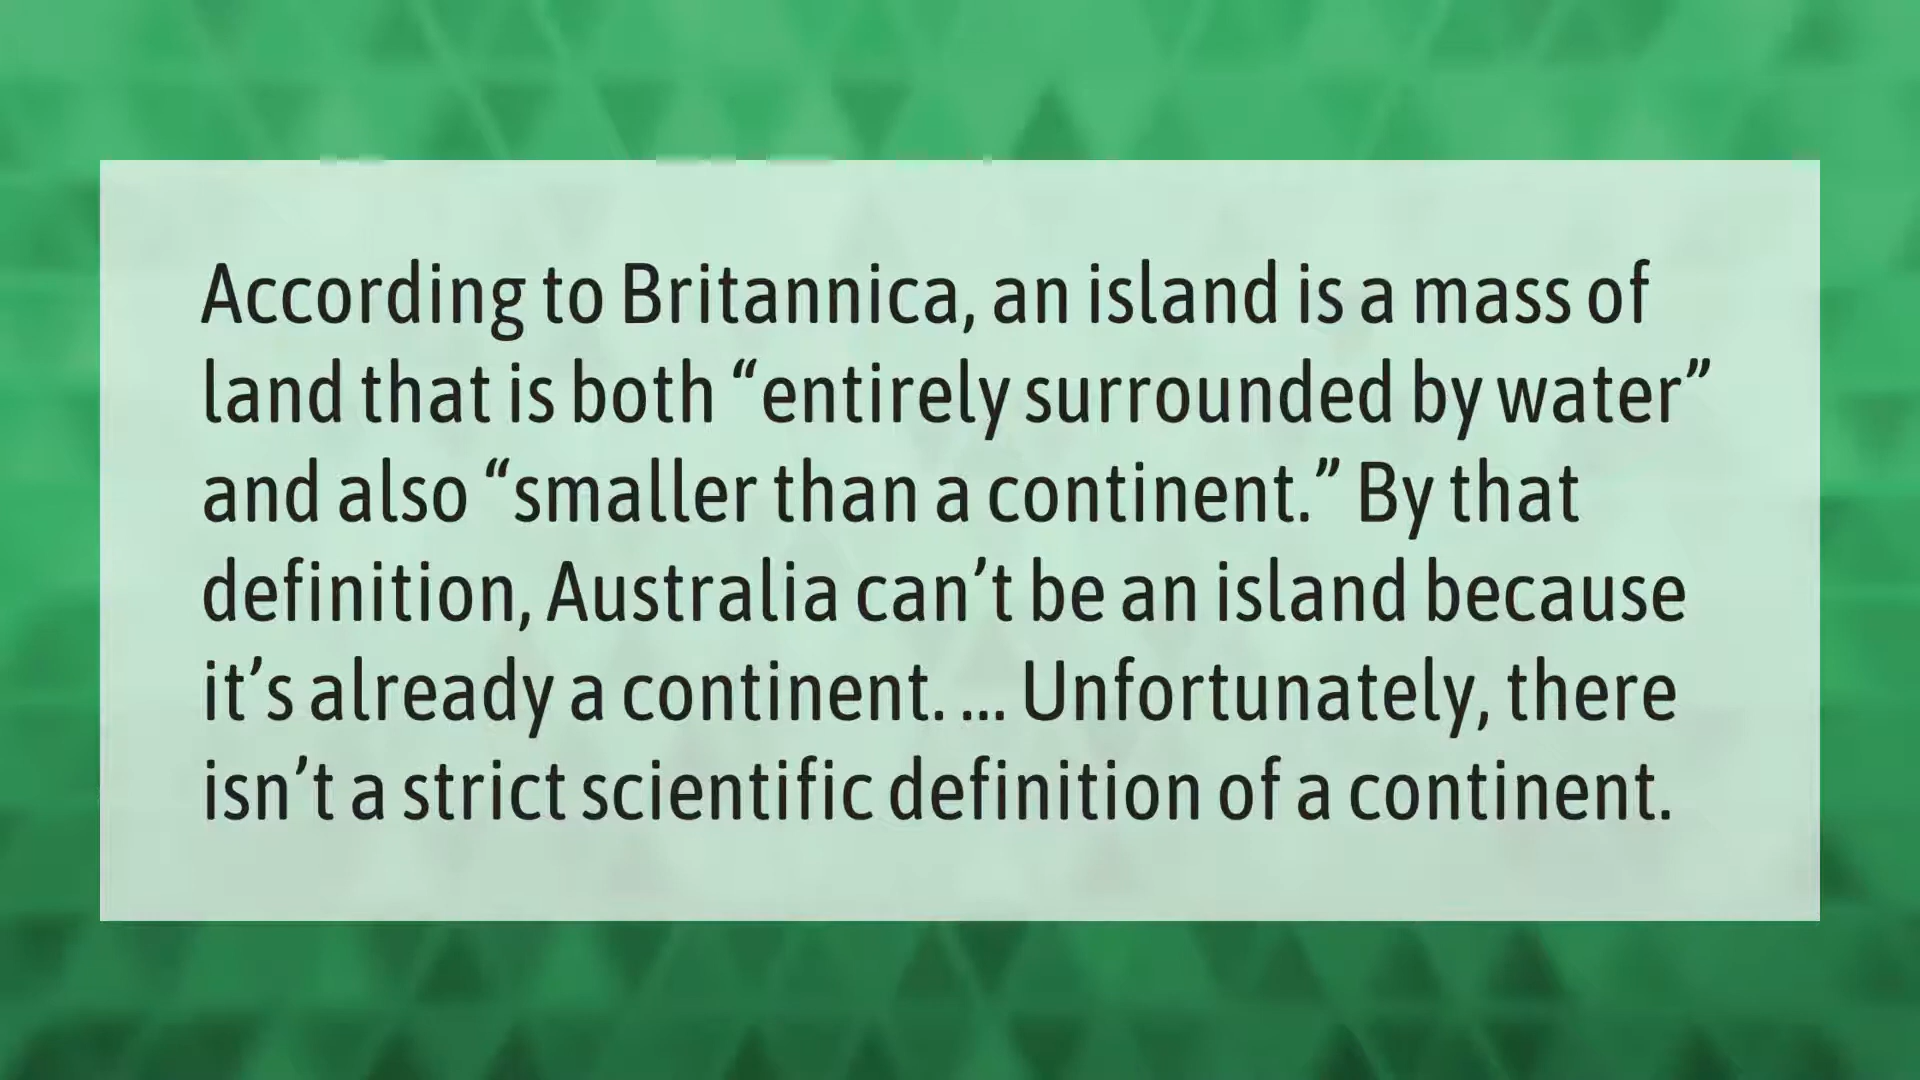 According to Britannica, an island is a mass of
land that is both “entirely surrounded by water”
and also “smaller than a continent.” By that
definition, Australia can’t be an island because
it’s already a continent. ... Unfortunately, there
isn’t a strict scientific definition of a continent.